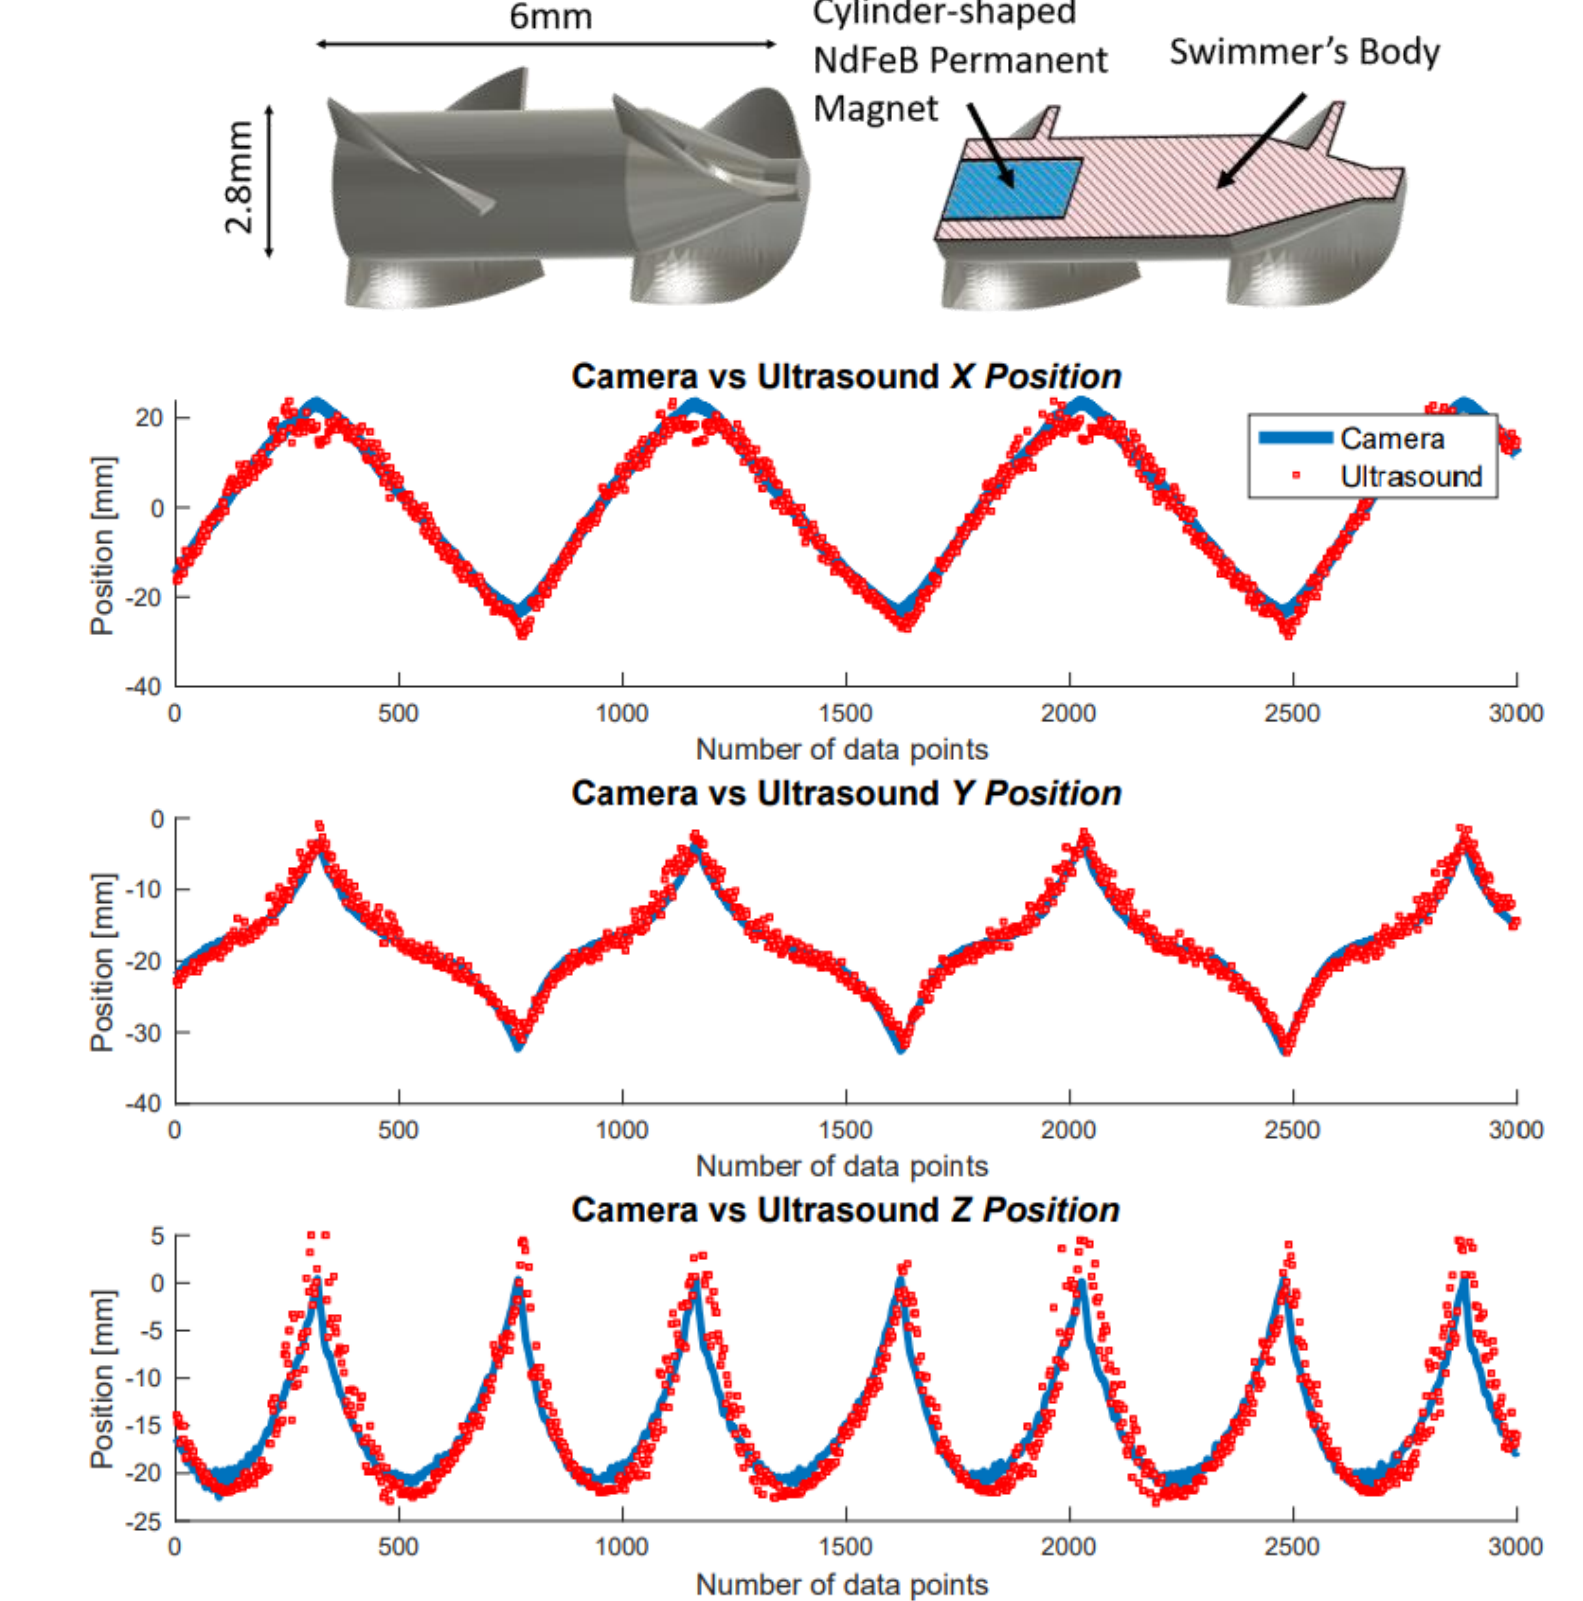 6mm
2.8mm
Cylinder-shaped
NdFeB Permanent
Magnet
Swimmer's Body
Camera vs Ultrasound X Position
20
0
-20
-40
Position [mm]
Camera
Ultrasound
0 500 1000 1500 2000 2500 3000
Number of data points
Camera vs Ultrasound Y Position
0
-10
-20
-30
-40
Position [mm]
0 500 1000 1500 2000 2500 3000
Number of data points
Camera vs Ultrasound Z Position
5
0
-5
-10
-15
-20
-25
Position [mm]
0 500 1000 1500 2000 2500 3000
Number of data points